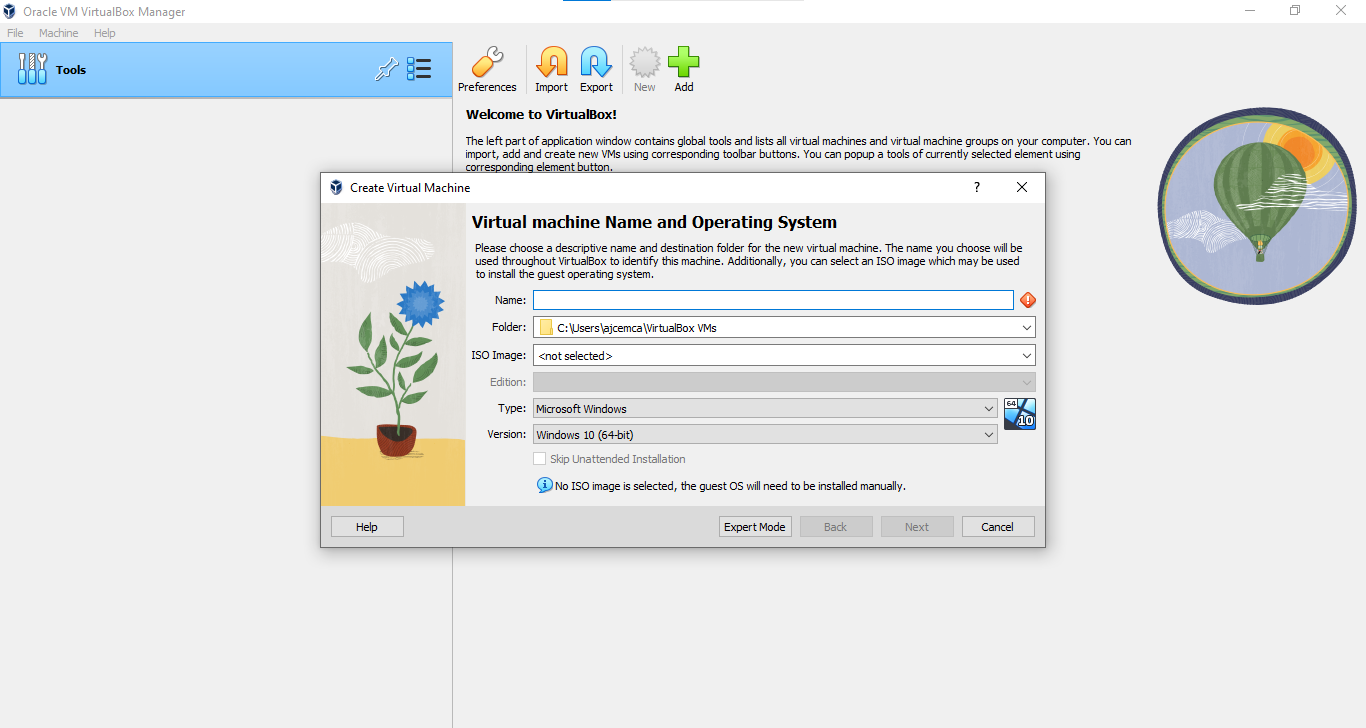 Oracle VM VirtualBox Manager
File Machine Help
Tools
Preferences Import Export New Add
Welcome to VirtualBox!
The left part of application window contains global tools and lists all virtual machines and virtual machine groups on your computer. You can
import, add and create new VMs using corresponding toolbar buttons. You can popup a tools of currently selected element using
corresponding element button.
Create Virtual Machine
?
Virtual machine Name and Operating System
Please choose a descriptive name and destination folder for the new virtual machine. The name you choose will be
used throughout VirtualBox to identify this machine. Additionally, you can select an ISO image which may be used
to install the guest operating system.
Name:
Folder: C:\Users\ajcemca\VirtualBox VMs
ISO Image: <not selected>
Edition:
Type: Microsoft Windows
64
10
Version: Windows 10 (64-bit)
Skip Unattended Installation
No ISO image is selected, the guest OS will need to be installed manually.
Help Expert Mode Back Next Cancel